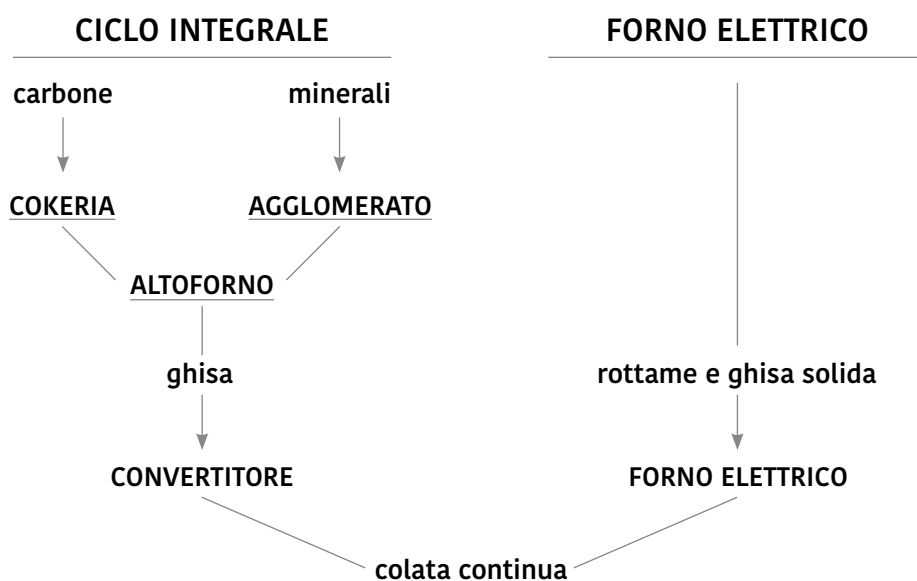 CICLO INTEGRALE
FORNO ELETTRICO
carbone
minerali
COKERIA
AGGLOMERATO
ALTOFORNO
ghisa
rottame e ghisa solida
CONVERTITORE
FORNO ELETTRICO
colata continua